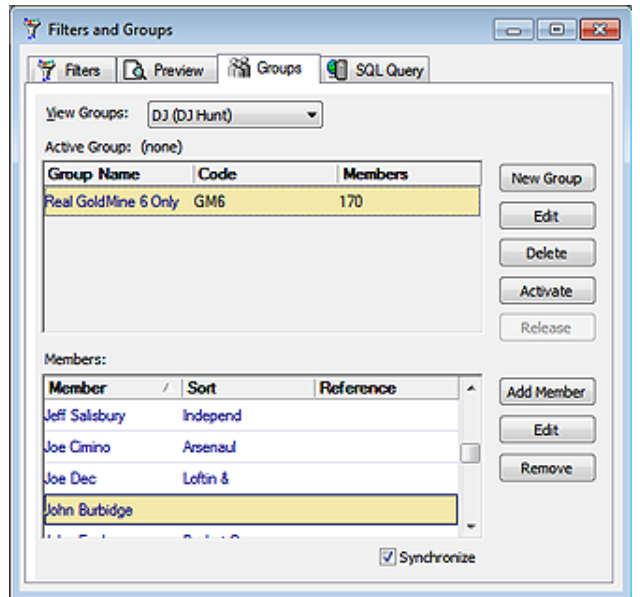 Filters and Groups
Filters Preview Groups SQL Query
View Groups: DJ (DJ Hunt)
Active Group: (none)
Group Name Code Members
Real GoldMine 6 Only GM6 170
New Group
Edit
Delete
Activate
Release
Members:
Member Sort Reference
Jeff Salisbury Independ
Joe Cimino Arsenaul
Joe Dec Loftin &
John Burbidge
Add Member
Edit
Remove
Synchronize